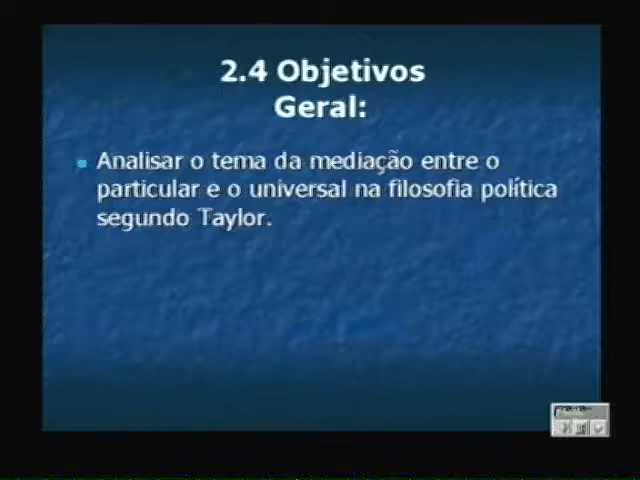 2.4 Objetivos
Geral:
Analisar o tema da mediação entre o
particular e o universal na filosofia política
segundo Taylor.